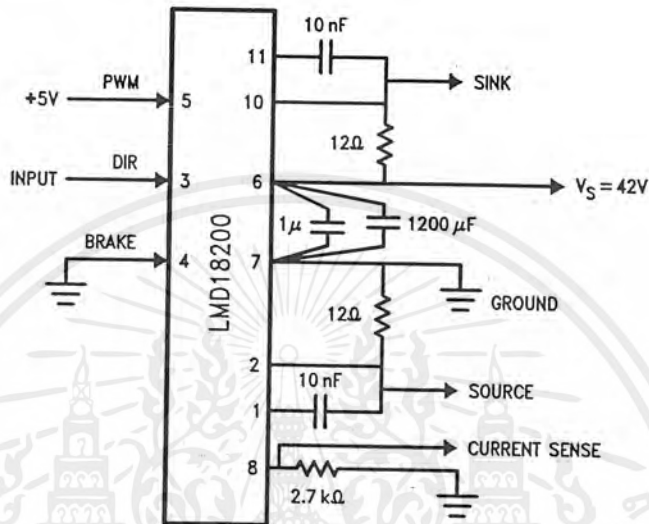 10 nF
11
SINK
PWM
+5V
5
10
12Ω
DIR
INPUT
3
6
V_S = 42V
1μ
1200 μF
BRAKE
4
7
LMD18200
GROUND
12Ω
2
10 nF
SOURCE
1
CURRENT SENSE
8
2.7 kΩ